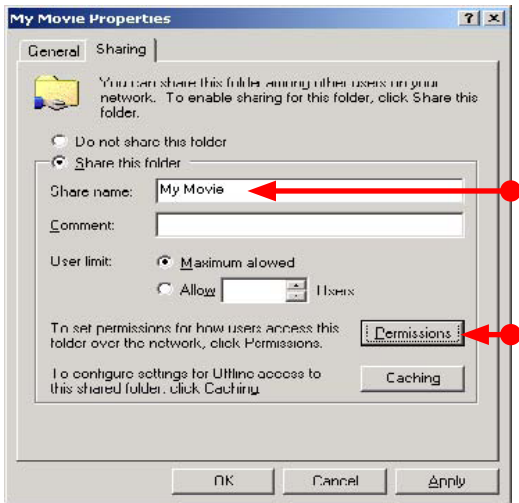 My Movie Properties
General Sharing
You can share this folder among other users on your
network. To enable sharing for this folder, click Share this
folder.
Do not share this folder
Share this folder
Share name: My Movie
Comment:
User limit: Maximum alowed
Allow Users
To set permissions for how users access this
folder over the network, click Permissions.
Permissions
To configure settings for Offline access to
this shared folder, click Caching.
Caching
OK Cancel Apply